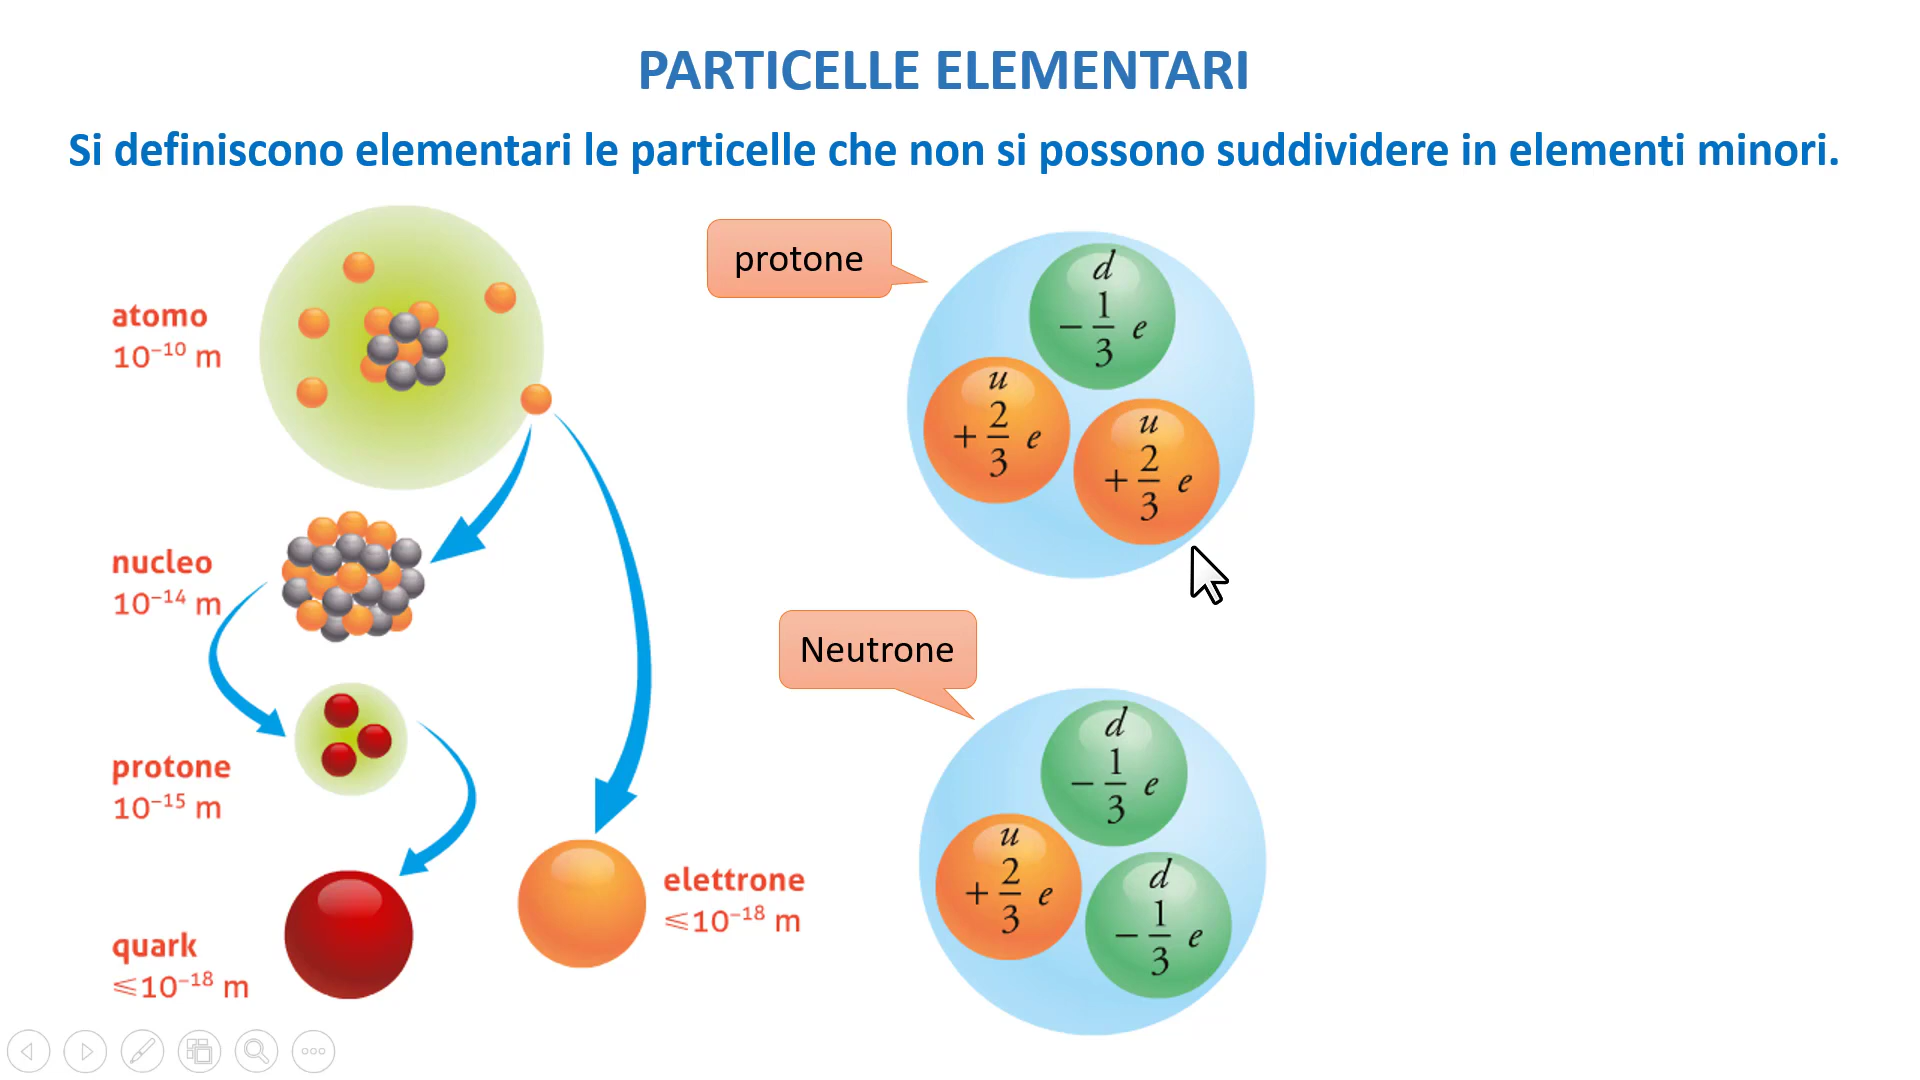 PARTICELLE ELEMENTARI
Si definiscono elementari le particelle che non si possono suddividere in elementi minori.
atomo
10⁻¹⁰ m
nucleo
10⁻¹⁴ m
protone
10⁻¹⁵ m
quark
⩽10⁻¹⁸ m
elettrone
⩽10⁻¹⁸ m
protone
d
− 1/3 e
u
+ 2/3 e
u
+ 2/3 e
Neutrone
d
− 1/3 e
u
+ 2/3 e
d
− 1/3 e